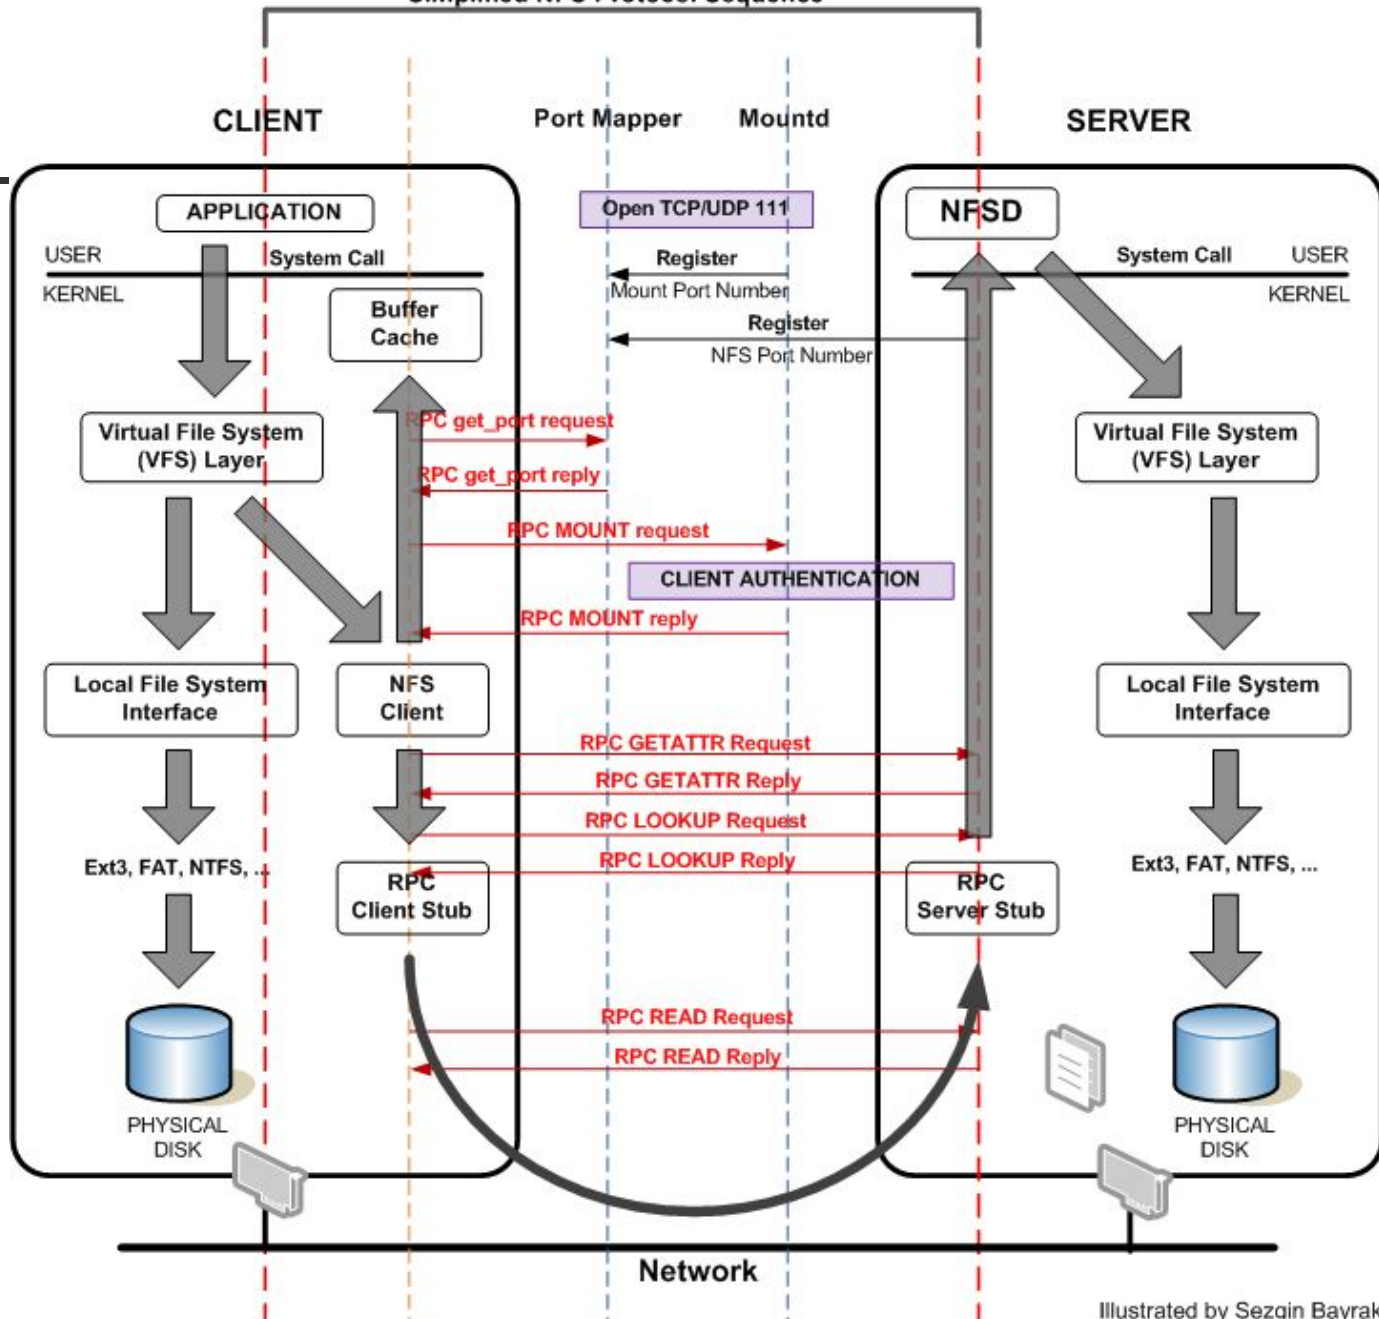 Simplified NFS Protocol Sequence
CLIENT
Port Mapper
Mountd
SERVER
APPLICATION
Open TCP/UDP 111
NFSD
USER
System Call
Register
System Call
USER
KERNEL
Mount Port Number
KERNEL
Buffer
Cache
Register
NFS Port Number
RPC get_port request
Virtual File System
(VFS) Layer
Virtual File System
(VFS) Layer
RPC get_port reply
RPC MOUNT request
CLIENT AUTHENTICATION
RPC MOUNT reply
Local File System
Interface
NFS
Client
Local File System
Interface
RPC GETATTR Request
RPC GETATTR Reply
RPC LOOKUP Request
RPC LOOKUP Reply
Ext3, FAT, NTFS, ...
Ext3, FAT, NTFS, ...
RPC
Client Stub
RPC
Server Stub
RPC READ Request
RPC READ Reply
PHYSICAL
DISK
PHYSICAL
DISK
Network
Illustrated by Sezgin Bayrak